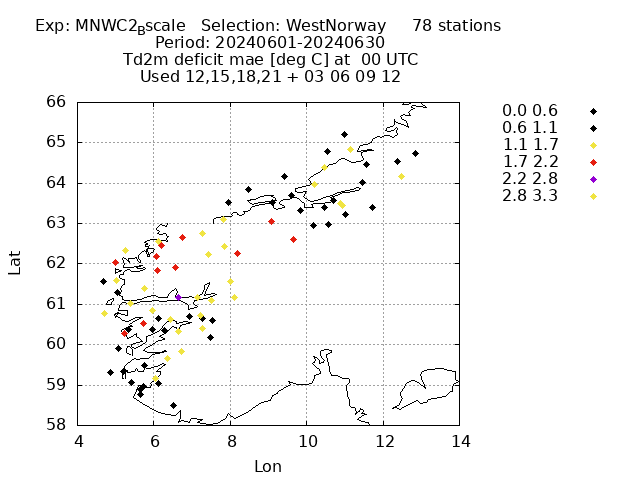 Exp: MNWC2_Bscale   Selection: WestNorway     78 stations
Period: 20240601-20240630
Td2m deficit mae [deg C] at  00 UTC
Used 12,15,18,21 + 03 06 09 12
66
65
64
63
62
61
60
59
58
Lat
4 6 8 10 12 14
Lon
0.0 0.6
0.6 1.1
1.1 1.7
1.7 2.2
2.2 2.8
2.8 3.3